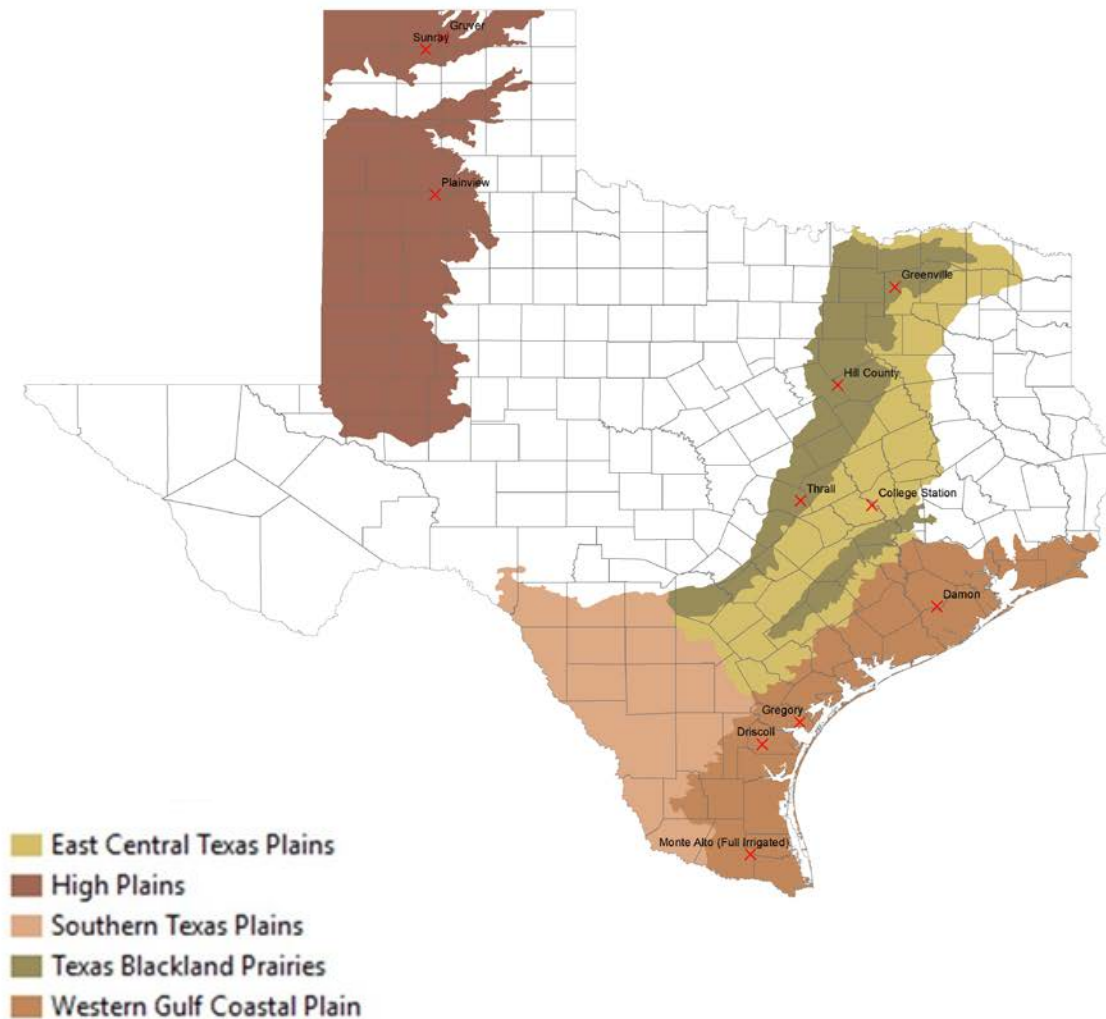 Gruver
Sunray
Plainview
Greenville
Hill County
Thrall
College Station
Damon
Gregory
Driscoll
Monte Alto (Full Irrigated)
East Central Texas Plains
High Plains
Southern Texas Plains
Texas Blackland Prairies
Western Gulf Coastal Plain